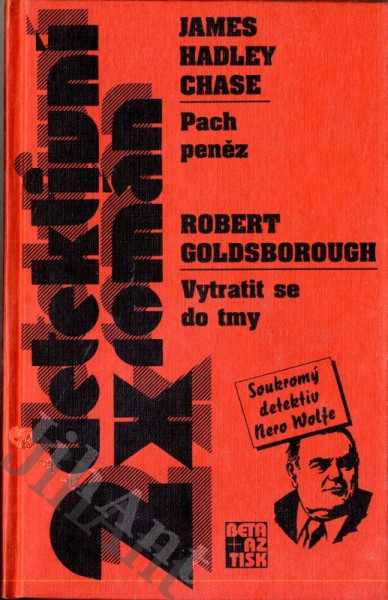 JAMES
HADLEY
CHASE
Pach
peněz
ROBERT
GOLDSBOROUGH
Vytratit se
do tmy
2x detektivní
román
Soukromý
detektiv
Nero Wolfe
BETA
AZ
TISK
JihAnt